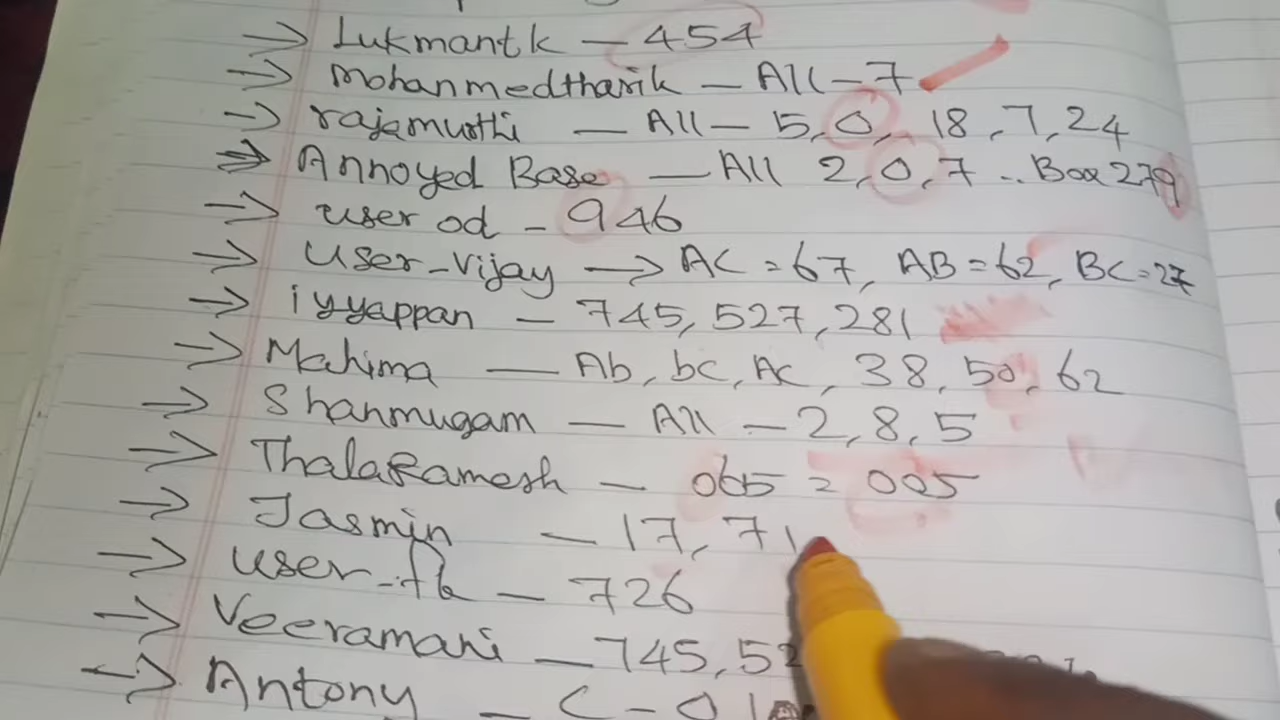 ⇒ Lukmantk – 454
⇒ Mohanmedtharik – All – 7
→ rajamurthi – All – 5, 0, 18, 7, 24
⇒ Annoyed Base – All 2, 0, 7 .. Box 279
⇒ user od – 946
⇒ User-Vijay → AC = 67, AB = 62, BC = 27
⇒ iyyappan – 745, 527, 281
⇒ Mahima – Ab, bc, Ac, 38, 50, 62
⇒ Shanmugam – All – 2, 8, 5
⇒ ThalaRamesh – 065 = 005
⇒ Jasmin – 17, 71
⇒ user-fk – 726
⇒ Veeramani – 745, 52
⇒ Antony – C – 01